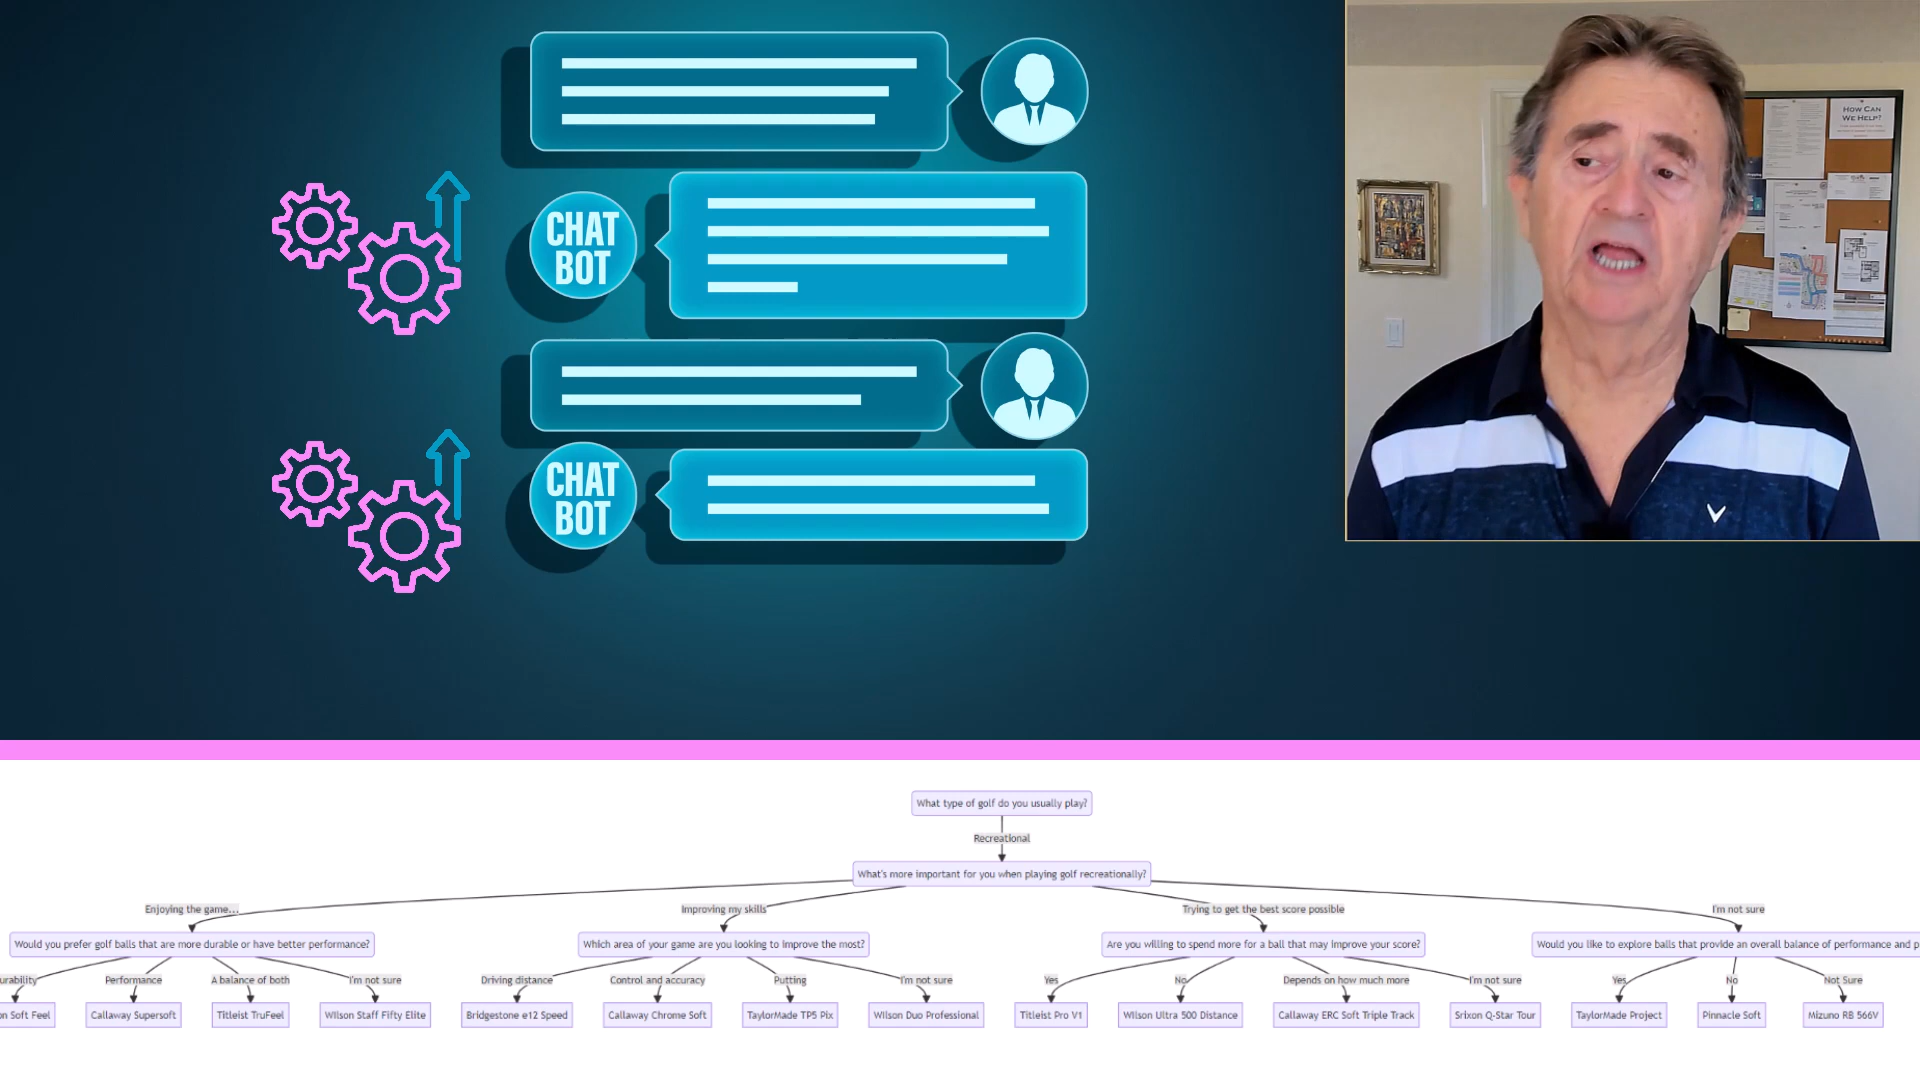 CHAT
BOT
CHAT
BOT
HOW CAN
WE HELP?
What type of golf do you usually play?
Recreational
What's more important for you when playing golf recreationally?
Enjoying the game...
Improving my skills
Trying to get the best score possible
I'm not sure
Would you prefer golf balls that are more durable or have better performance?
Which area of your game are you looking to improve the most?
Are you willing to spend more for a ball that may improve your score?
Would you like to explore balls that provide an overall balance of performance and p
urability
Performance
A balance of both
I'm not sure
Driving distance
Control and accuracy
Putting
I'm not sure
Yes
No
Depends on how much more
I'm not sure
Yes
No
Not Sure
on Soft Feel
Callaway Supersoft
Titleist TruFeel
Wilson Staff Fifty Elite
Bridgestone e12 Speed
Callaway Chrome Soft
TaylorMade TP5 Pix
Wilson Duo Professional
Titleist Pro V1
Wilson Ultra 500 Distance
Callaway ERC Soft Triple Track
Srixon Q-Star Tour
TaylorMade Project
Pinnacle Soft
Mizuno RB 566V